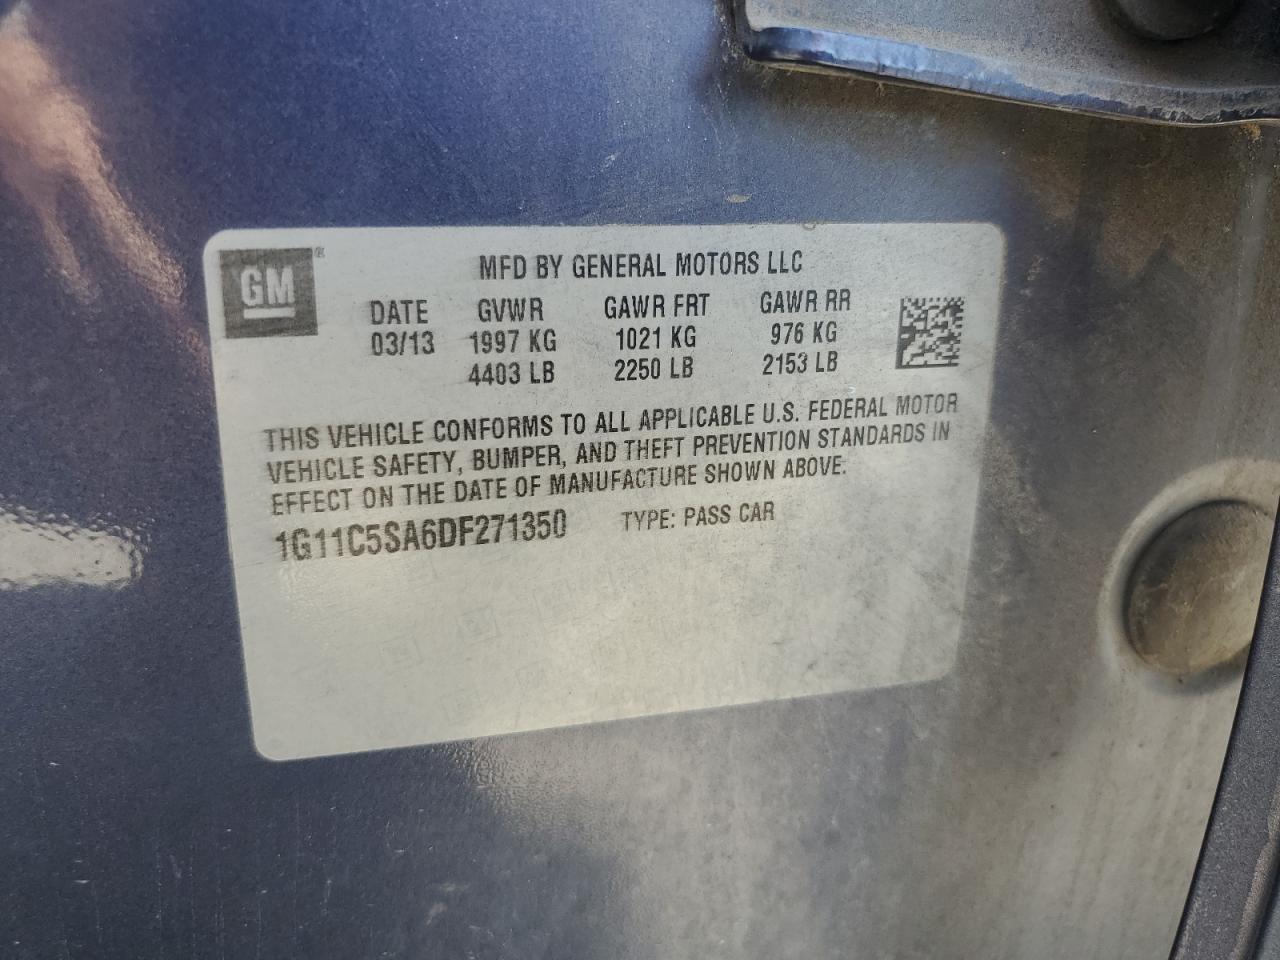 GM ®
MFD BY GENERAL MOTORS LLC
DATE GVWR GAWR FRT GAWR RR
03/13 1997 KG 1021 KG 976 KG
4403 LB 2250 LB 2153 LB
THIS VEHICLE CONFORMS TO ALL APPLICABLE U.S. FEDERAL MOTOR
VEHICLE SAFETY, BUMPER, AND THEFT PREVENTION STANDARDS IN
EFFECT ON THE DATE OF MANUFACTURE SHOWN ABOVE.
1G11C5SA6DF271350 TYPE: PASS CAR